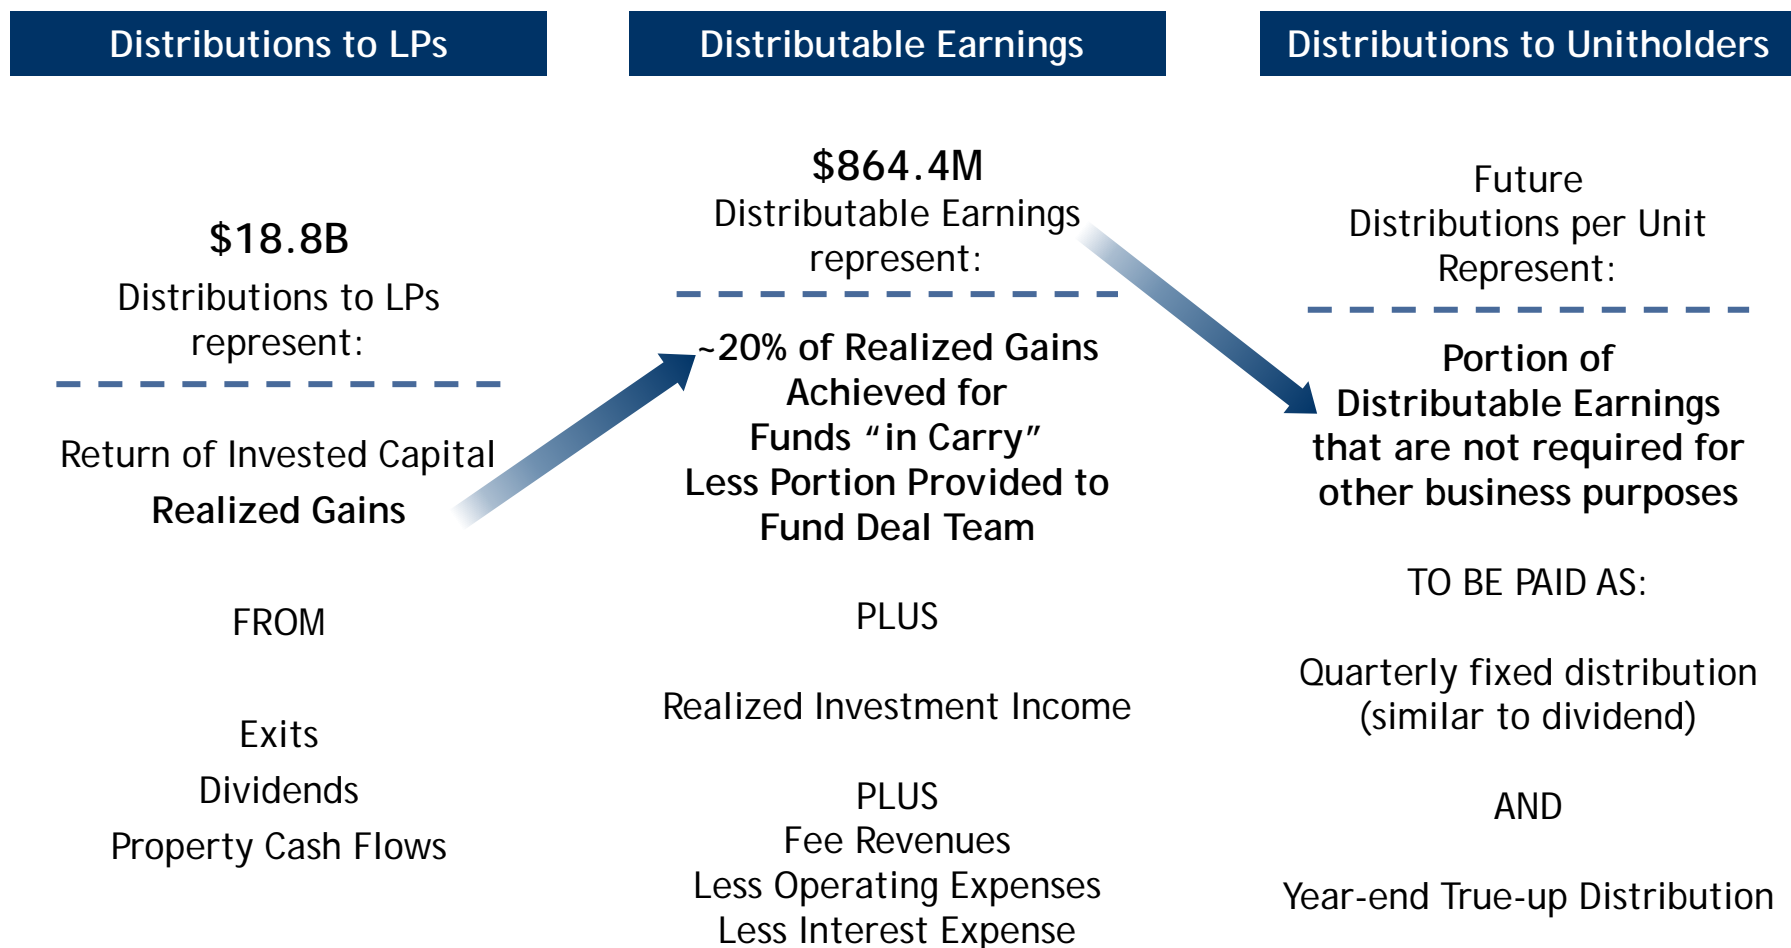 Distributions to LPs
$18.8B
Distributions to LPs
represent:
Return of Invested Capital
Realized Gains
FROM
Exits
Dividends
Property Cash Flows
Distributable Earnings
$864.4M
Distributable Earnings
represent:
~20% of Realized Gains
Achieved for
Funds “in Carry”
Less Portion Provided to
Fund Deal Team
PLUS
Realized Investment Income
PLUS
Fee Revenues
Less Operating Expenses
Less Interest Expense
Distributions to Unitholders
Future
Distributions per Unit
Represent:
Portion of
Distributable Earnings
that are not required for
other business purposes
TO BE PAID AS:
Quarterly fixed distribution
(similar to dividend)
AND
Year-end True-up Distribution